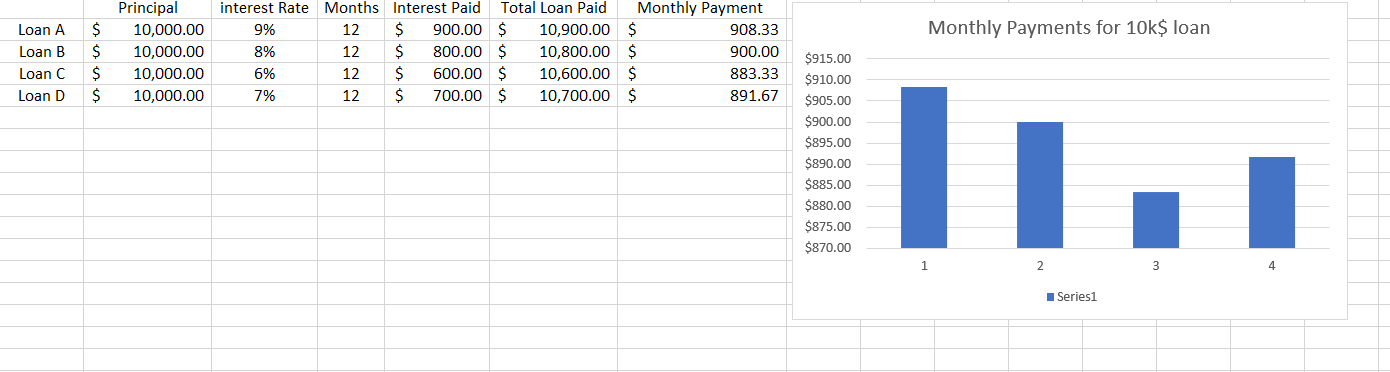 Principal interest Rate Months Interest Paid Total Loan Paid Monthly Payment
Loan A $ 10,000.00 9% 12 $ 900.00 $ 10,900.00 $ 908.33
Loan B $ 10,000.00 8% 12 $ 800.00 $ 10,800.00 $ 900.00
Loan C $ 10,000.00 6% 12 $ 600.00 $ 10,600.00 $ 883.33
Loan D $ 10,000.00 7% 12 $ 700.00 $ 10,700.00 $ 891.67
Monthly Payments for 10k$ loan
$915.00
$910.00
$905.00
$900.00
$895.00
$890.00
$885.00
$880.00
$875.00
$870.00
1 2 3 4
Series1